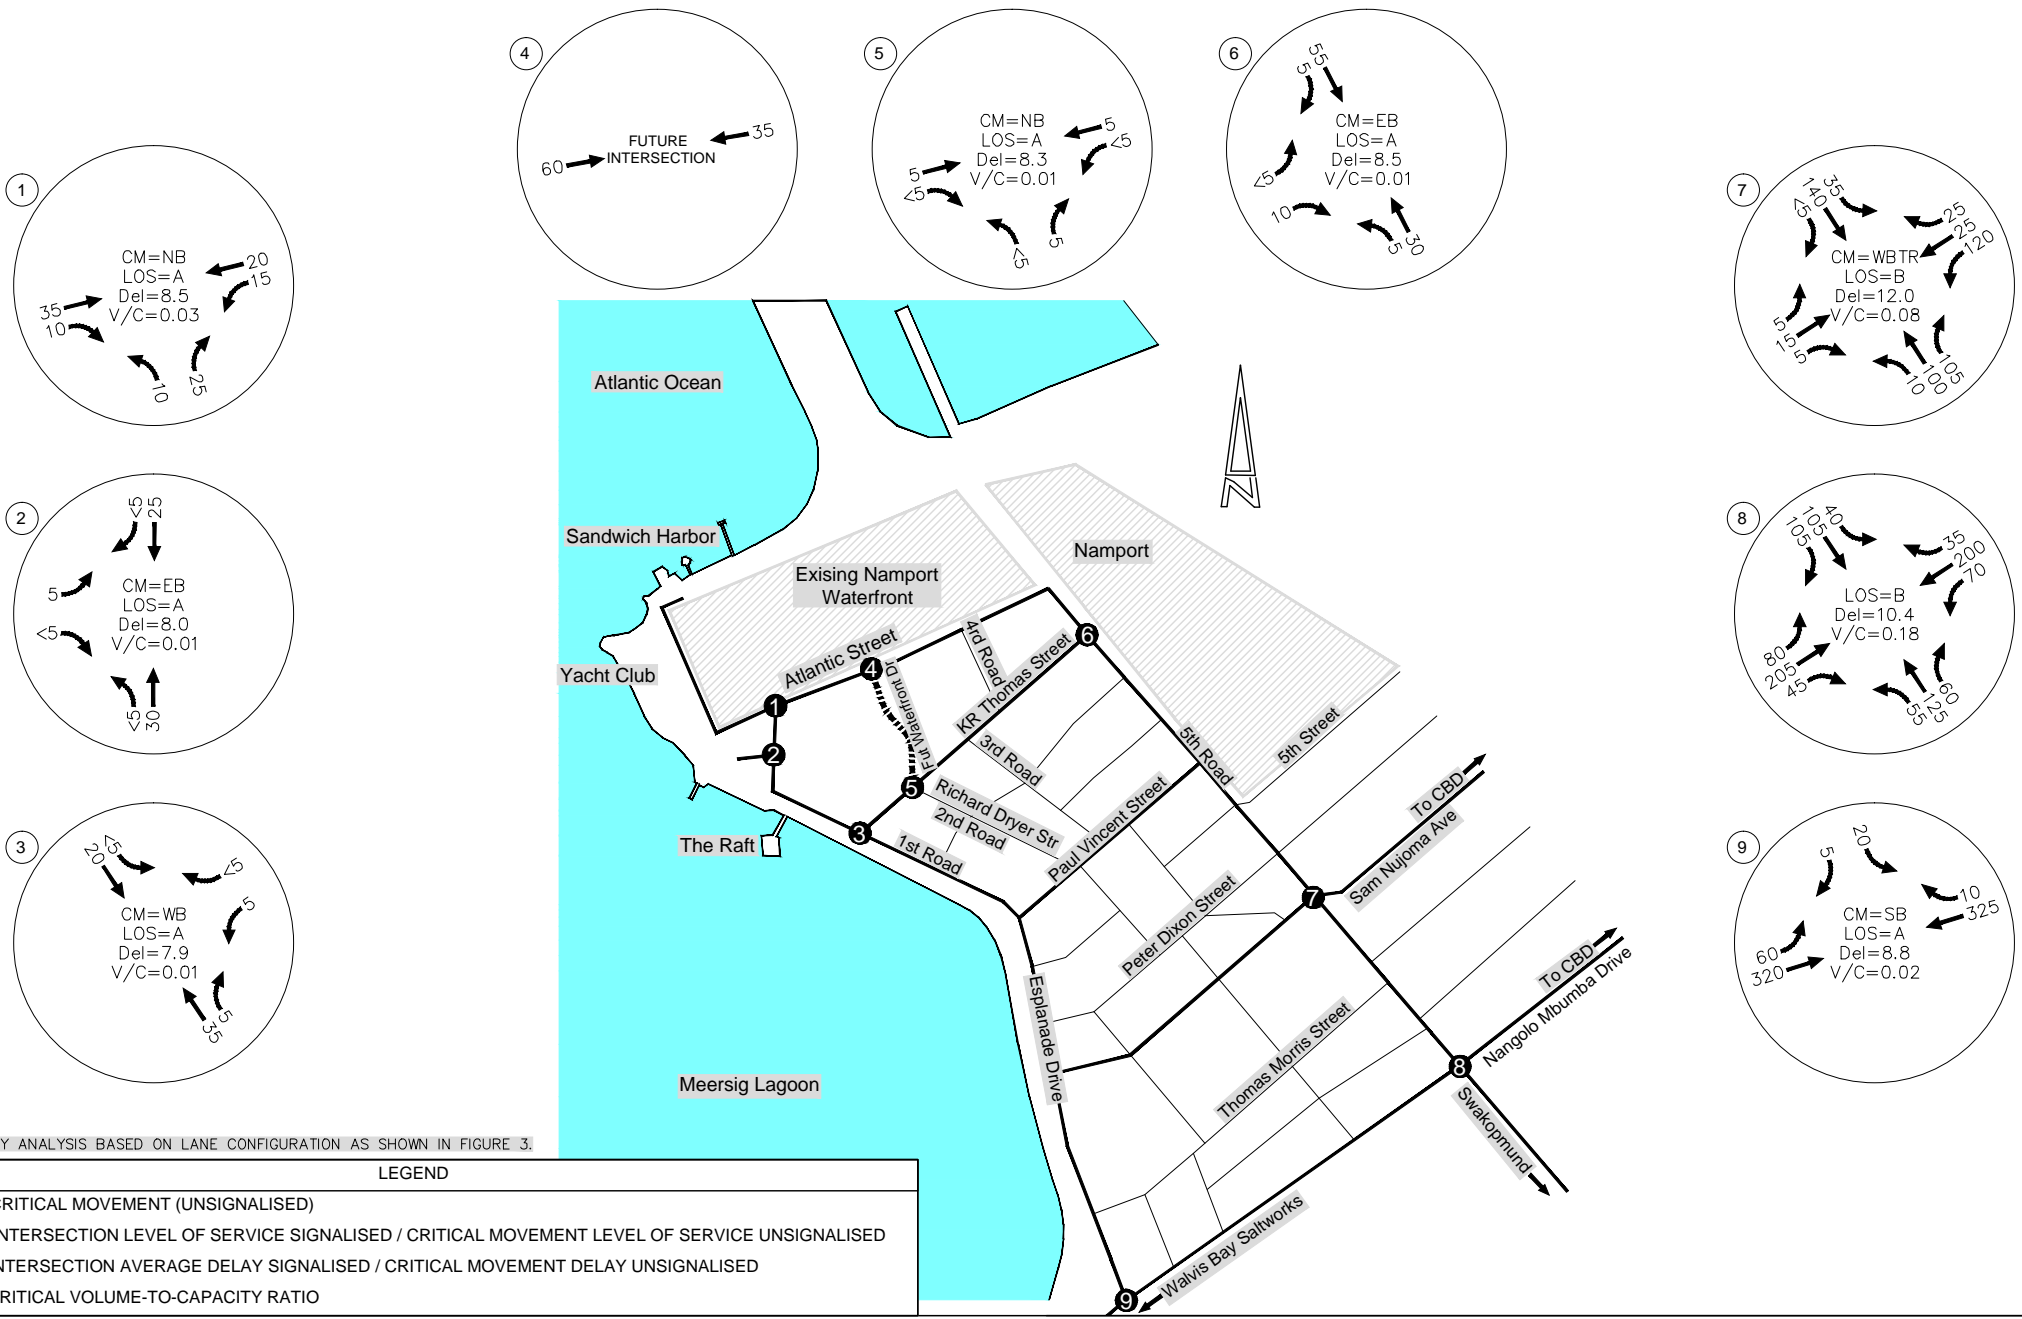 4
FUTURE
INTERSECTION
60
35
5
CM=NB
LOS=A
Del=8.3
V/C=0.01
5
<5
5
<5
<5
5
6
CM=EB
LOS=A
Del=8.5
V/C=0.01
55
5
<5
10
5
30
1
CM=NB
LOS=A
Del=8.5
V/C=0.03
20
15
35
10
10
25
7
CM=WBTR
LOS=B
Del=12.0
V/C=0.08
<5
140
35
25
25
120
5
15
5
10
100
105
2
CM=EB
LOS=A
Del=8.0
V/C=0.01
<5
25
5
<5
<5
30
8
LOS=B
Del=10.4
V/C=0.18
105
105
40
35
200
70
80
205
45
55
125
60
3
CM=WB
LOS=A
Del=7.9
V/C=0.01
20
<5
<5
5
5
35
9
CM=SB
LOS=A
Del=8.8
V/C=0.02
5
20
10
325
60
320
Atlantic Ocean
N
Sandwich Harbor
Namport
Exising Namport
Waterfront
Yacht Club
Atlantic Street
4rd Road
KR Thomas Street
Fut Waterfront Dr
3rd Road
5th Road
5th Street
Richard Dryer Str
2nd Road
1st Road
Paul Vincent Street
The Raft
To CBD
Sam Nujoma Ave
Peter Dixon Street
Esplanade Drive
To CBD
Nangolo Mbumba Drive
Thomas Morris Street
Meersig Lagoon
Swakopmund
Walvis Bay Saltworks
1
2
3
4
5
6
7
8
9
Y ANALYSIS BASED ON LANE CONFIGURATION AS SHOWN IN FIGURE 3.
LEGEND
CRITICAL MOVEMENT (UNSIGNALISED)
INTERSECTION LEVEL OF SERVICE SIGNALISED / CRITICAL MOVEMENT LEVEL OF SERVICE UNSIGNALISED
INTERSECTION AVERAGE DELAY SIGNALISED / CRITICAL MOVEMENT DELAY UNSIGNALISED
CRITICAL VOLUME-TO-CAPACITY RATIO